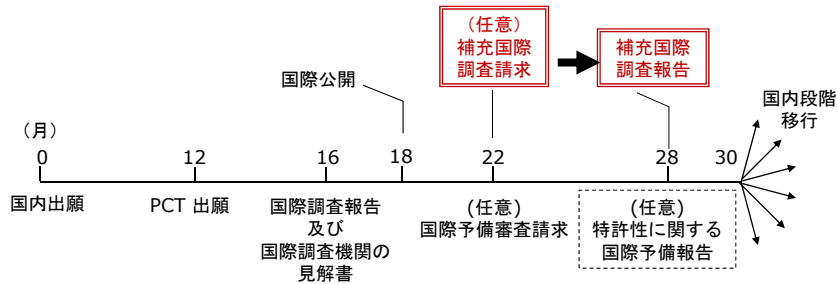 （任意）
補充国際
調査請求
補充国際
調査報告
国際公開
国内段階
移行
（月）
0
12
16
18
22
28
30
国内出願
PCT 出願
国際調査報告
及び
国際調査機関の
見解書
(任意)
国際予備審査請求
(任意)
特許性に関する
国際予備報告